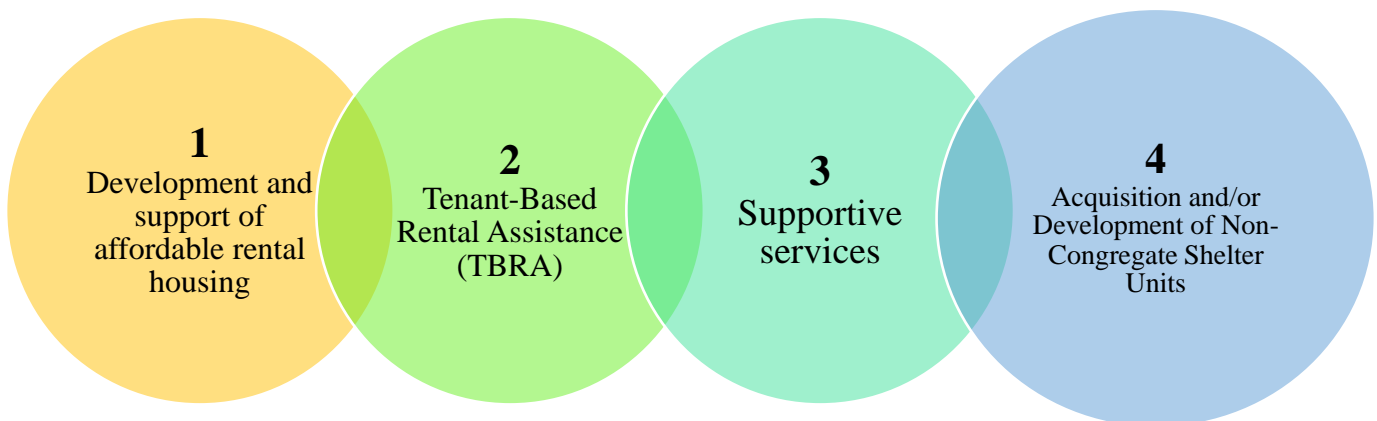 1
Development and
support of
affordable rental
housing
2
Tenant-Based
Rental Assistance
(TBRA)
3
Supportive
services
4
Acquisition and/or
Development of Non-
Congregate Shelter
Units